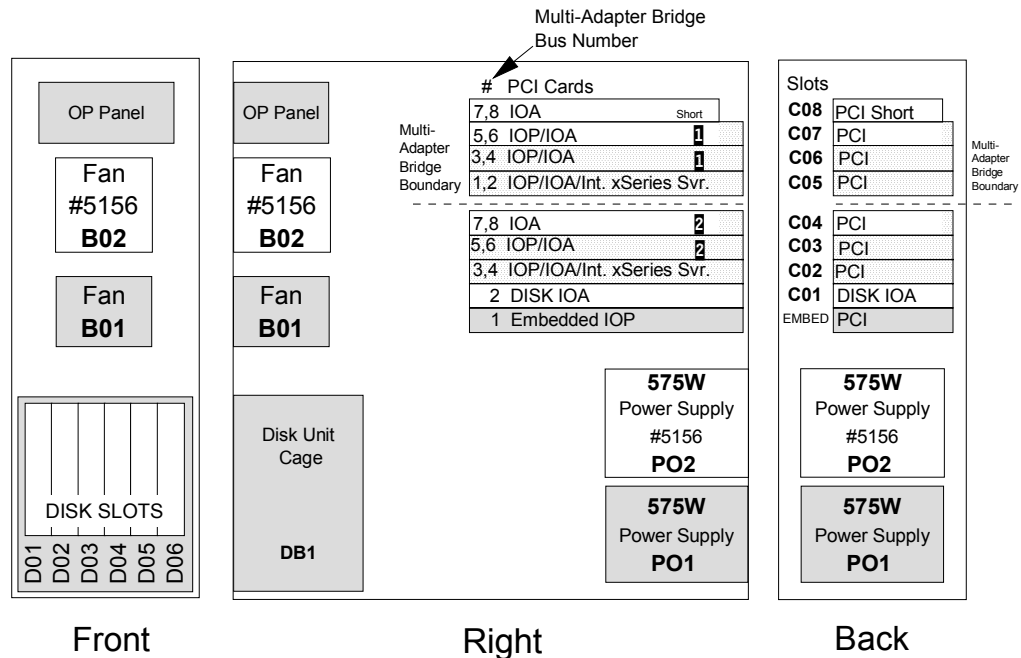 Multi-Adapter Bridge
Bus Number
OP Panel
Fan
#5156
B02
Fan
B01
DISK SLOTS
D01
D02
D03
D04
D05
D06
Front
OP Panel
Fan
#5156
B02
Fan
B01
Disk Unit
Cage
DB1
# PCI Cards
7,8 IOA Short
5,6 IOP/IOA 1
3,4 IOP/IOA 1
1,2 IOP/IOA/Int. xSeries Svr.
Multi-
Adapter
Bridge
Boundary
7,8 IOA 2
5,6 IOP/IOA 2
3,4 IOP/IOA/Int. xSeries Svr.
2 DISK IOA
1 Embedded IOP
575W
Power Supply
#5156
PO2
575W
Power Supply
PO1
Right
Slots
C08 PCI Short
C07 PCI
C06 PCI
C05 PCI
Multi-
Adapter
Bridge
Boundary
C04 PCI
C03 PCI
C02 PCI
C01 DISK IOA
EMBED PCI
575W
Power Supply
#5156
PO2
575W
Power Supply
PO1
Back